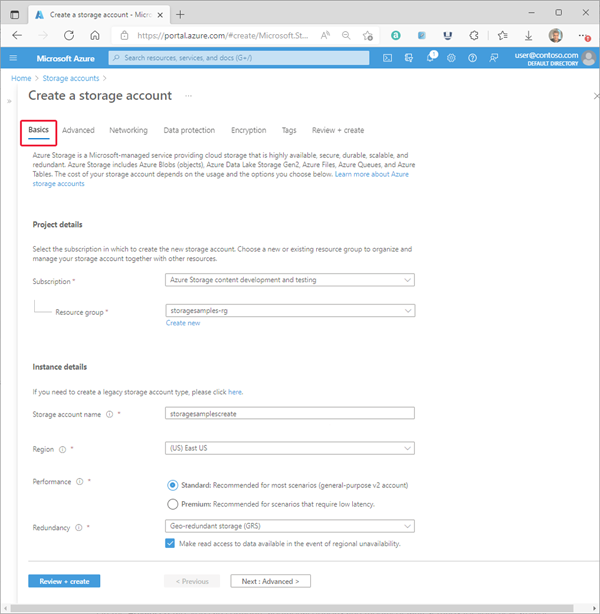 Create a storage account - Micros
https://portal.azure.com/#create/Microsoft.St...
Microsoft Azure
Search resources, services, and docs (G+/)
1
user@contoso.com
DEFAULT DIRECTORY
Home > Storage accounts >
Create a storage account ...
Basics Advanced Networking Data protection Encryption Tags Review + create
Azure Storage is a Microsoft-managed service providing cloud storage that is highly available, secure, durable, scalable, and
redundant. Azure Storage includes Azure Blobs (objects), Azure Data Lake Storage Gen2, Azure Files, Azure Queues, and Azure
Tables. The cost of your storage account depends on the usage and the options you choose below. Learn more about Azure
storage accounts
Project details
Select the subscription in which to create the new storage account. Choose a new or existing resource group to organize and
manage your storage account together with other resources.
Subscription *
Azure Storage content development and testing
Resource group *
storagesamples-rg
Create new
Instance details
If you need to create a legacy storage account type, please click here.
Storage account name *
storagesamplescreate
Region *
(US) East US
Performance *
Standard: Recommended for most scenarios (general-purpose v2 account)
Premium: Recommended for scenarios that require low latency.
Redundancy *
Geo-redundant storage (GRS)
Make read access to data available in the event of regional unavailability.
Review + create
< Previous
Next : Advanced >